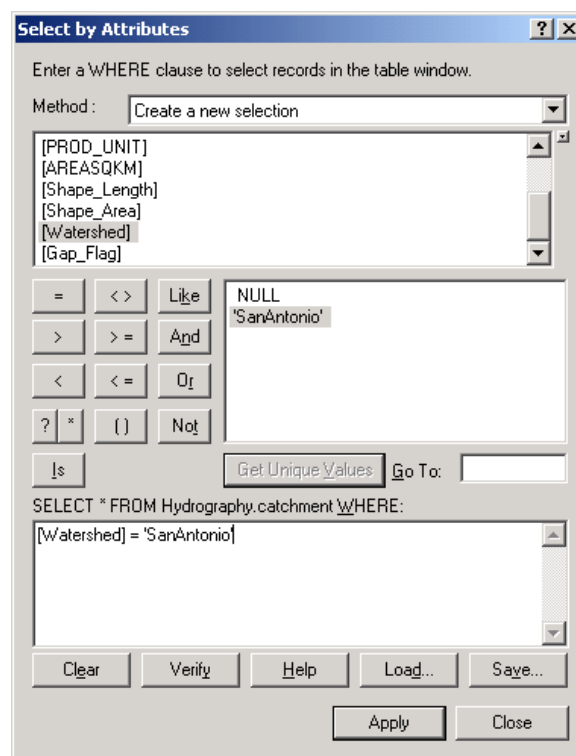 Select by Attributes
Enter a WHERE clause to select records in the table window.
Method : Create a new selection
[PROD_UNIT]
[AREASQKM]
[Shape_Length]
[Shape_Area]
[Watershed]
[Gap_Flag]
= < > Like
> > = And
< < = Or
? * ( ) Not
Is
NULL
'SanAntonio'
Get Unique Values Go To:
SELECT * FROM Hydrography.catchment WHERE:
[Watershed] = 'SanAntonio'
Clear Verify Help Load... Save...
Apply Close